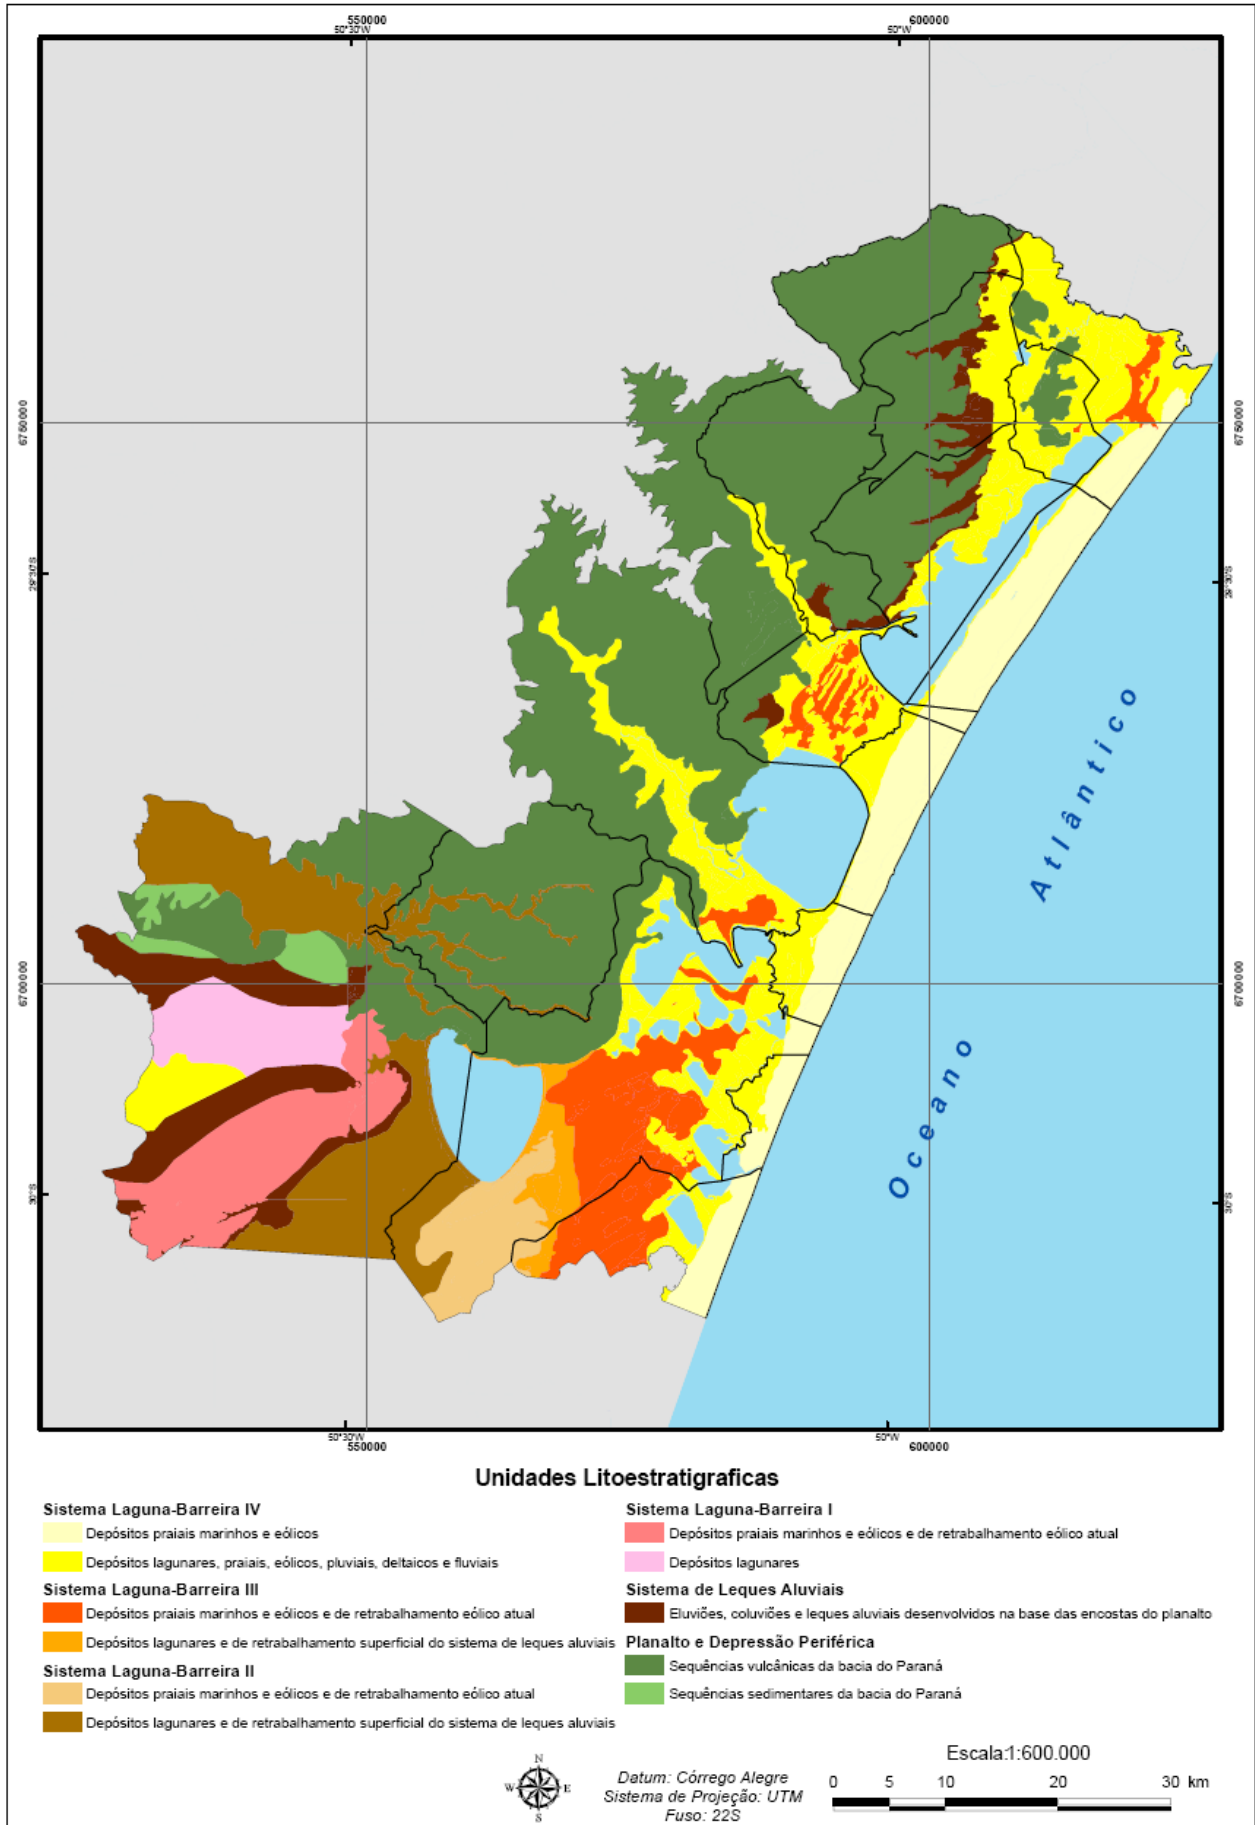 550000
600000
50°30'W
50°W
6750000
6750000
29°30'S
29°30'S
Oceano Atlântico
6700000
6700000
30°S
30°S
50°30'W
50°W
550000
600000
Unidades Litoestratigraficas
Sistema Laguna-Barreira IV
Depósitos praiais marinhos e eólicos
Depósitos lagunares, praiais, eólicos, pluviais, deltaicos e fluviais
Sistema Laguna-Barreira III
Depósitos praiais marinhos e eólicos e de retrabalhamento eólico atual
Depósitos lagunares e de retrabalhamento superficial do sistema de leques aluviais
Sistema Laguna-Barreira II
Depósitos praiais marinhos e eólicos e de retrabalhamento eólico atual
Depósitos lagunares e de retrabalhamento superficial do sistema de leques aluviais
Sistema Laguna-Barreira I
Depósitos praiais marinhos e eólicos e de retrabalhamento eólico atual
Depósitos lagunares
Sistema de Leques Aluviais
Eluviões, coluviões e leques aluviais desenvolvidos na base das encostas do planalto
Planalto e Depressão Periférica
Sequências vulcânicas da bacia do Paraná
Sequências sedimentares da bacia do Paraná
N
W
E
S
Datum: Córrego Alegre
Sistema de Projeção: UTM
Fuso: 22S
Escala:1:600.000
0 5 10 20 30 km